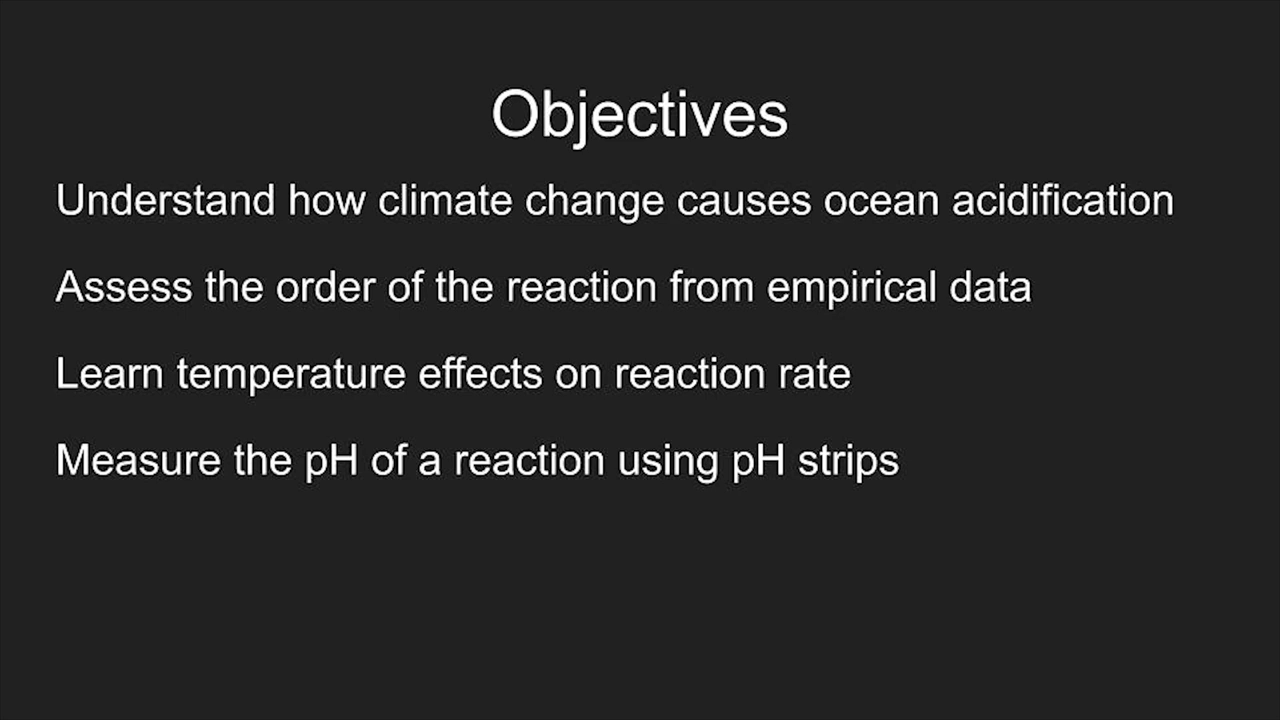 Objectives
Understand how climate change causes ocean acidification
Assess the order of the reaction from empirical data
Learn temperature effects on reaction rate
Measure the pH of a reaction using pH strips